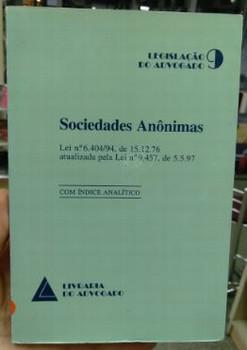 LEGISLAÇÃO
DO ADVOGADO 9
Sociedades Anônimas
Lei nº 6.404/94, de 15.12.76
atualizada pela Lei nº 9.457, de 5.5.97
COM ÍNDICE ANALÍTICO
LIVRARIA
DO ADVOGADO